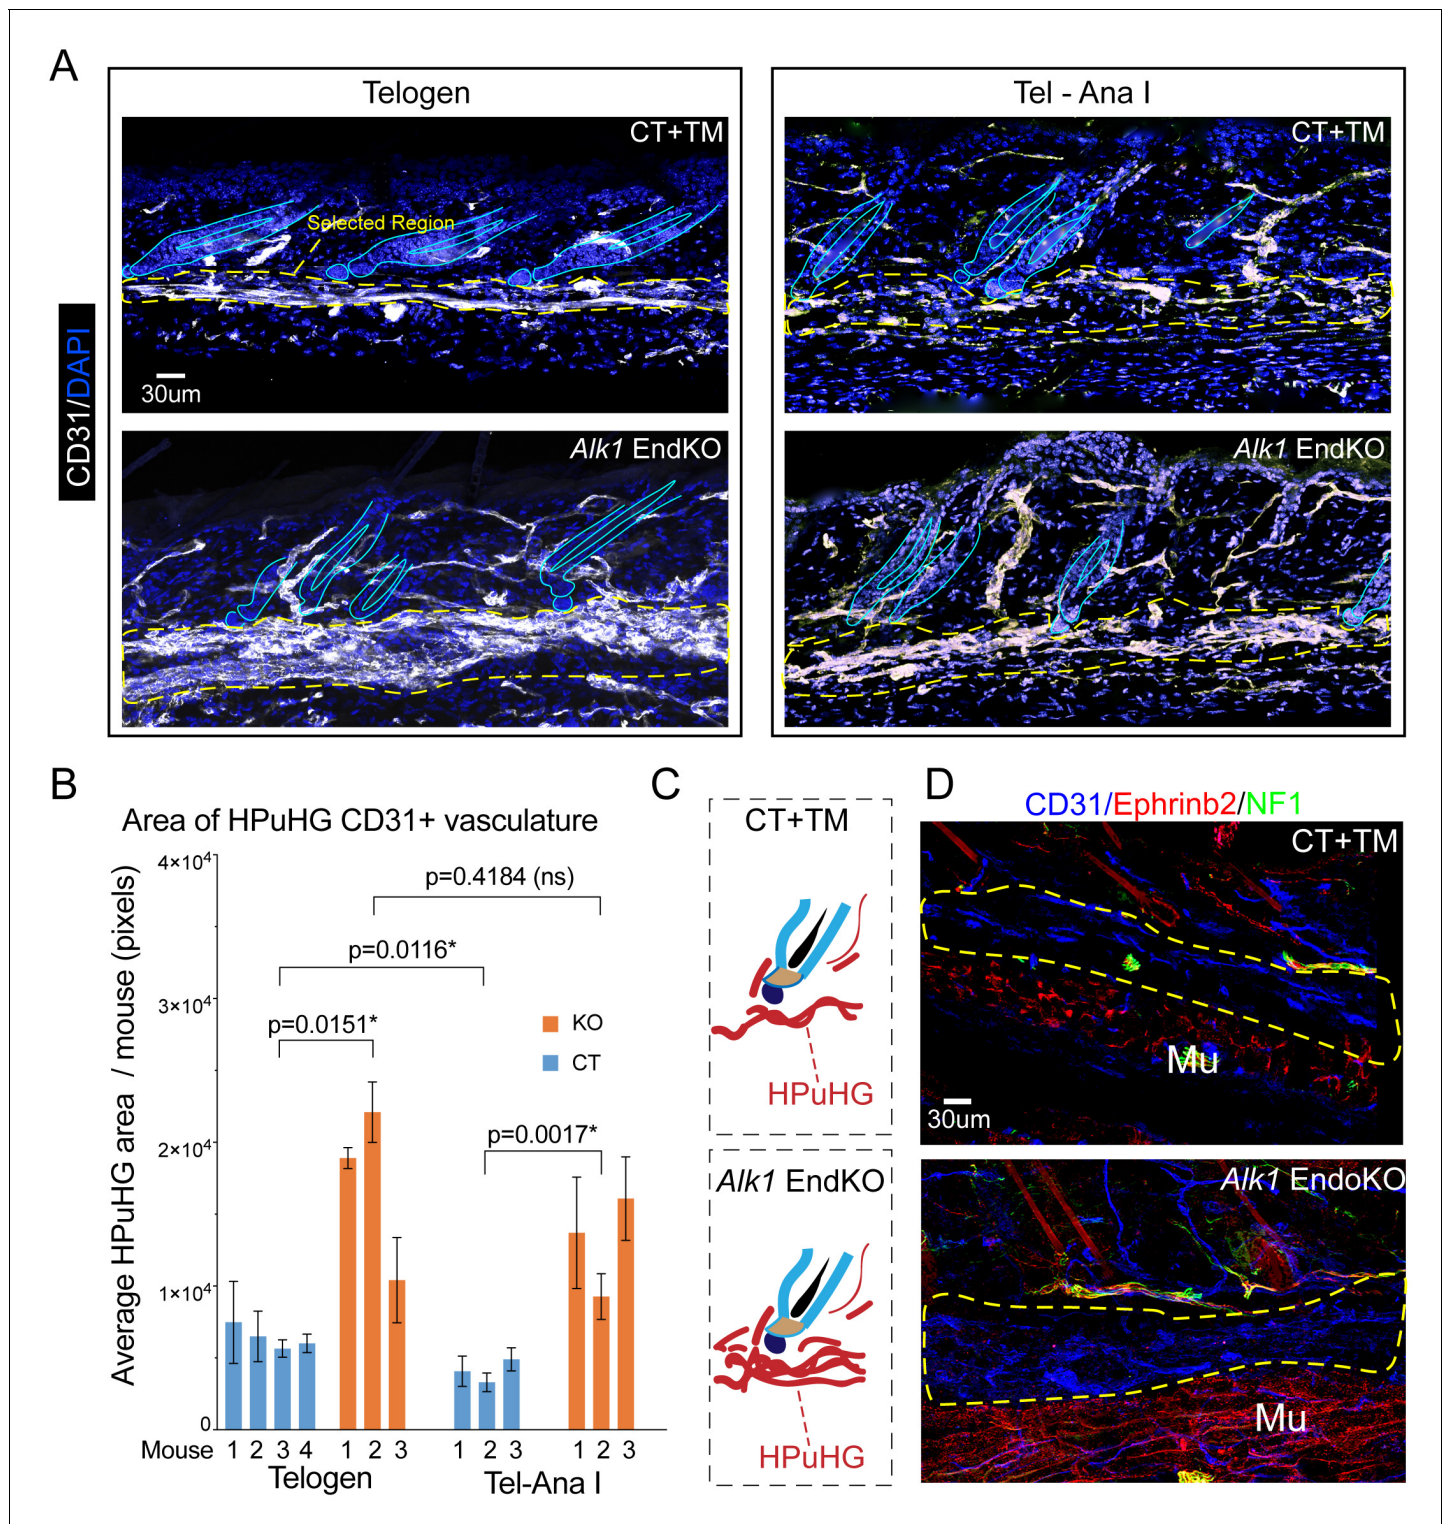 A
Telogen
CT+TM
Selected Region
30um
Alk1 EndKO
Tel - Ana I
CT+TM
Alk1 EndKO
CD31/DAPI
B
Area of HPuHG CD31+ vasculature
Average HPuHG area / mouse (pixels)
4×10⁴
3×10⁴
2×10⁴
1×10⁴
0
p=0.4184 (ns)
p=0.0116*
p=0.0151*
p=0.0017*
KO
CT
Mouse 1 2 3 4 1 2 3 1 2 3 1 2 3
Telogen
Tel-Ana I
C
CT+TM
HPuHG
Alk1 EndKO
HPuHG
D
CD31/Ephrinb2/NF1
CT+TM
Mu
30um
Alk1 EndoKO
Mu